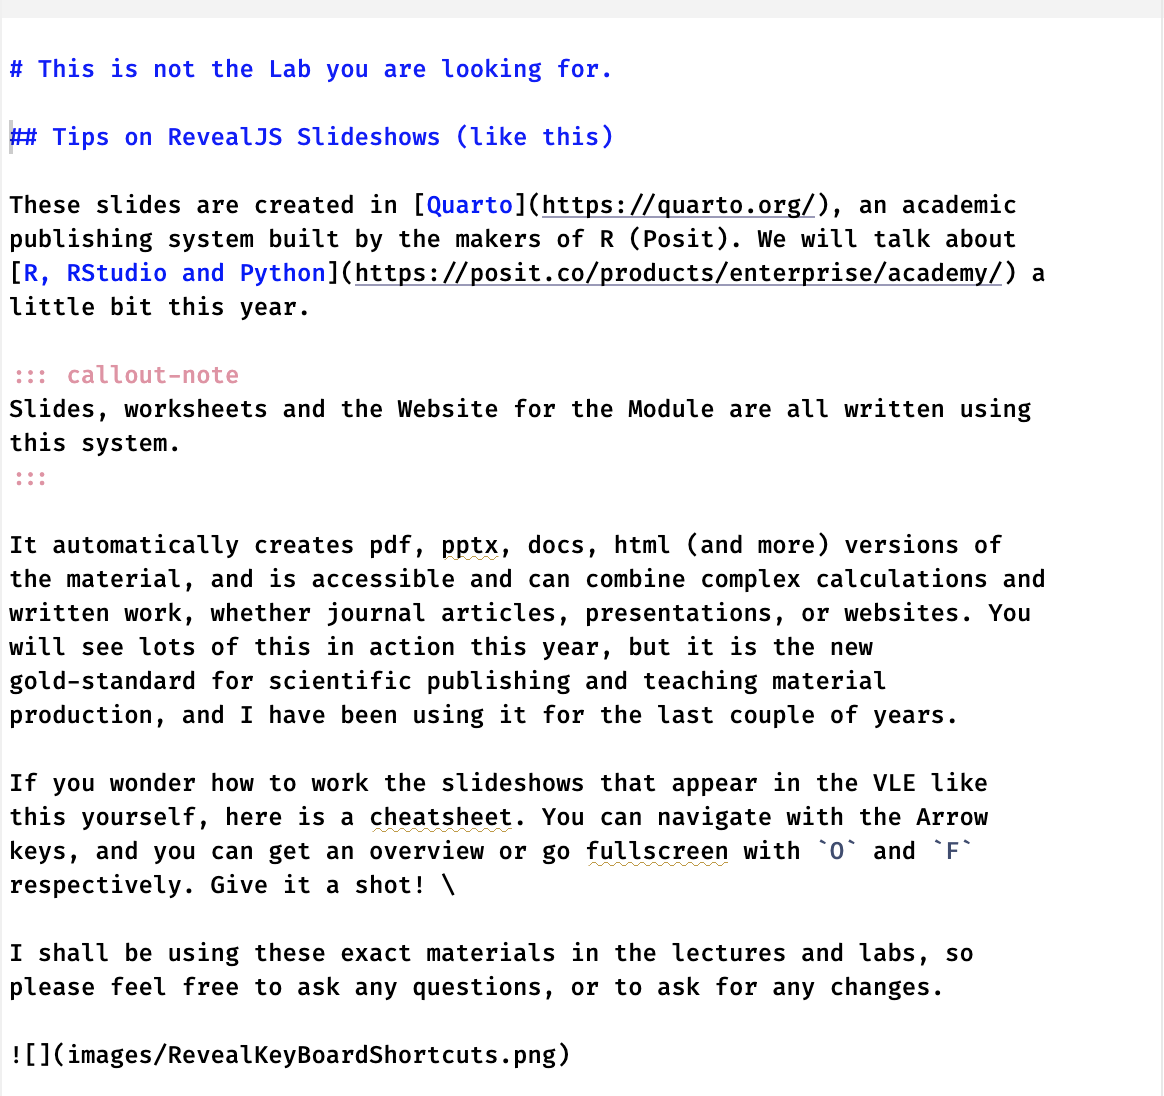 # This is not the Lab you are looking for.
## Tips on RevealJS Slideshows (like this)
These slides are created in [Quarto](https://quarto.org/), an academic
publishing system built by the makers of R (Posit). We will talk about
[R, RStudio and Python](https://posit.co/products/enterprise/academy/) a
little bit this year.
::: callout-note
Slides, worksheets and the Website for the Module are all written using
this system.
:::
It automatically creates pdf, pptx, docs, html (and more) versions of
the material, and is accessible and can combine complex calculations and
written work, whether journal articles, presentations, or websites. You
will see lots of this in action this year, but it is the new
gold-standard for scientific publishing and teaching material
production, and I have been using it for the last couple of years.
If you wonder how to work the slideshows that appear in the VLE like
this yourself, here is a cheatsheet. You can navigate with the Arrow
keys, and you can get an overview or go fullscreen with `O` and `F`
respectively. Give it a shot! \
I shall be using these exact materials in the lectures and labs, so
please feel free to ask any questions, or to ask for any changes.
![](images/RevealKeyBoardShortcuts.png)